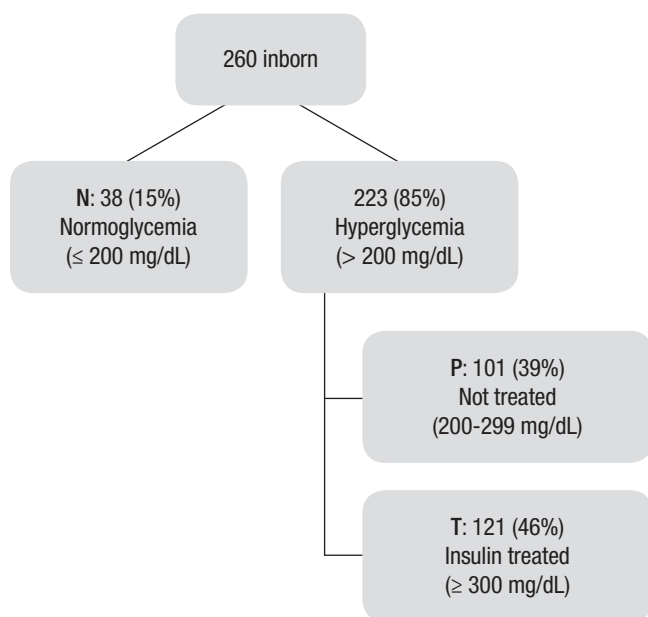 260 inborn
N: 38 (15%)
Normoglycemia
(≤ 200 mg/dL)
223 (85%)
Hyperglycemia
(> 200 mg/dL)
P: 101 (39%)
Not treated
(200-299 mg/dL)
T: 121 (46%)
Insulin treated
(≥ 300 mg/dL)